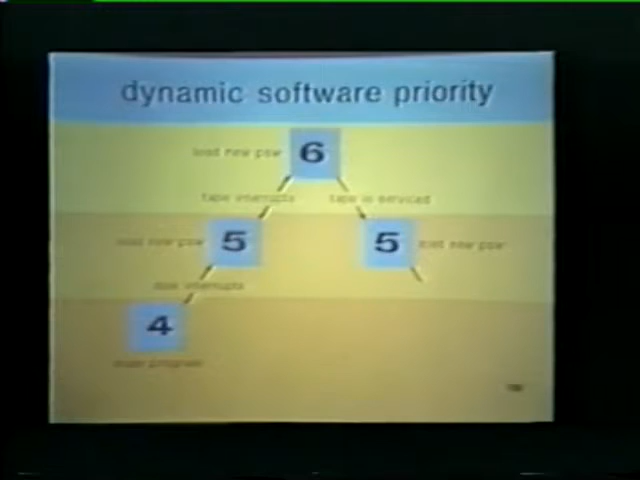 dynamic software priority
load new psw
6
tape interrupts
tape is serviced
load new psw
5
5
load new psw
disk interrupts
4
main program